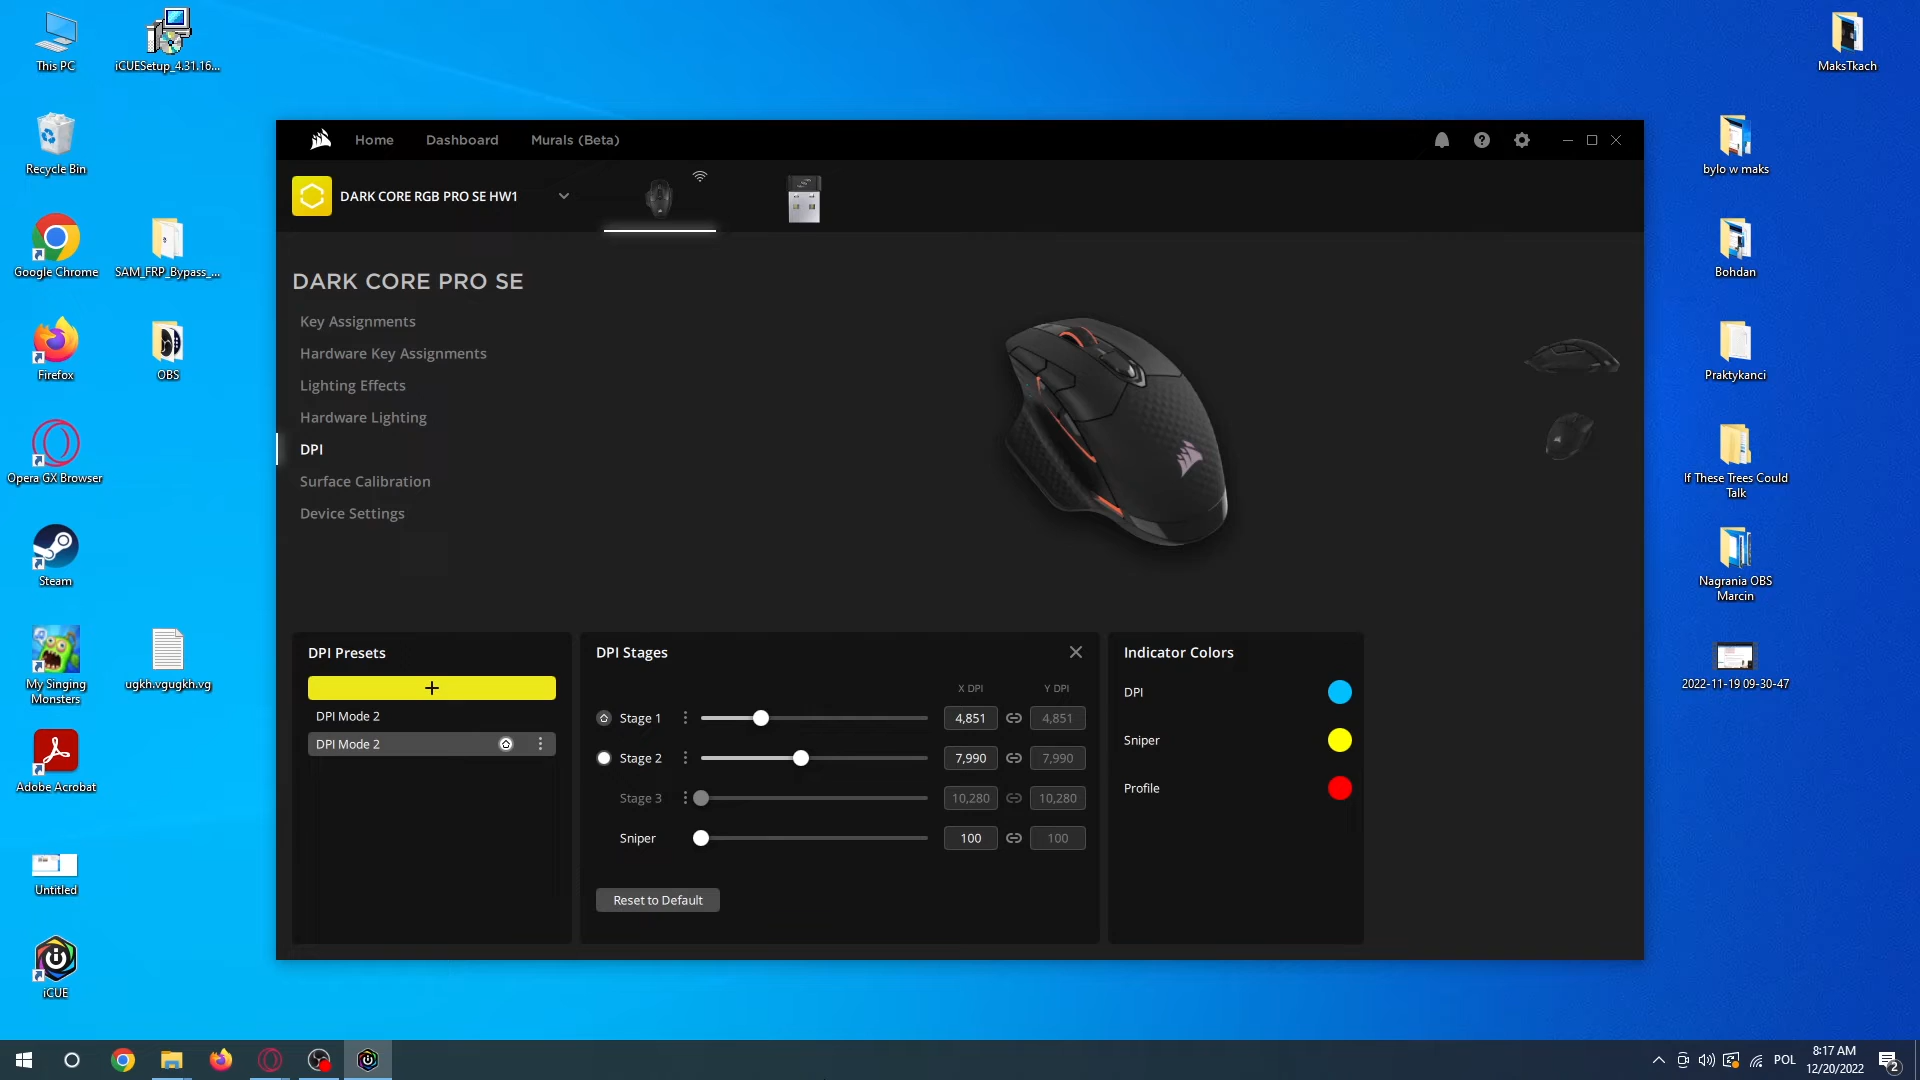 This PC
iCUESetup_4.31.16...
MaksTkach
Recycle Bin
bylo w maks
Google Chrome
SAM_FRP_Bypass_...
Bohdan
Firefox
OBS
Praktykanci
Opera GX Browser
If These Trees Could
Talk
Steam
Nagrania OBS
Marcin
My Singing
Monsters
ugkh.vgugkh.vg
2022-11-19 09-30-47
Adobe Acrobat
Untitled
iCUE
Home
Dashboard
Murals (Beta)
DARK CORE RGB PRO SE HW1
DARK CORE PRO SE
Key Assignments
Hardware Key Assignments
Lighting Effects
Hardware Lighting
DPI
Surface Calibration
Device Settings
DPI Presets
+
DPI Mode 2
DPI Mode 2
DPI Stages
X DPI
Y DPI
Stage 1
4,851
4,851
Stage 2
7,990
7,990
Stage 3
10,280
10,280
Sniper
100
100
Reset to Default
Indicator Colors
DPI
Sniper
Profile
POL
8:17 AM
12/20/2022
2